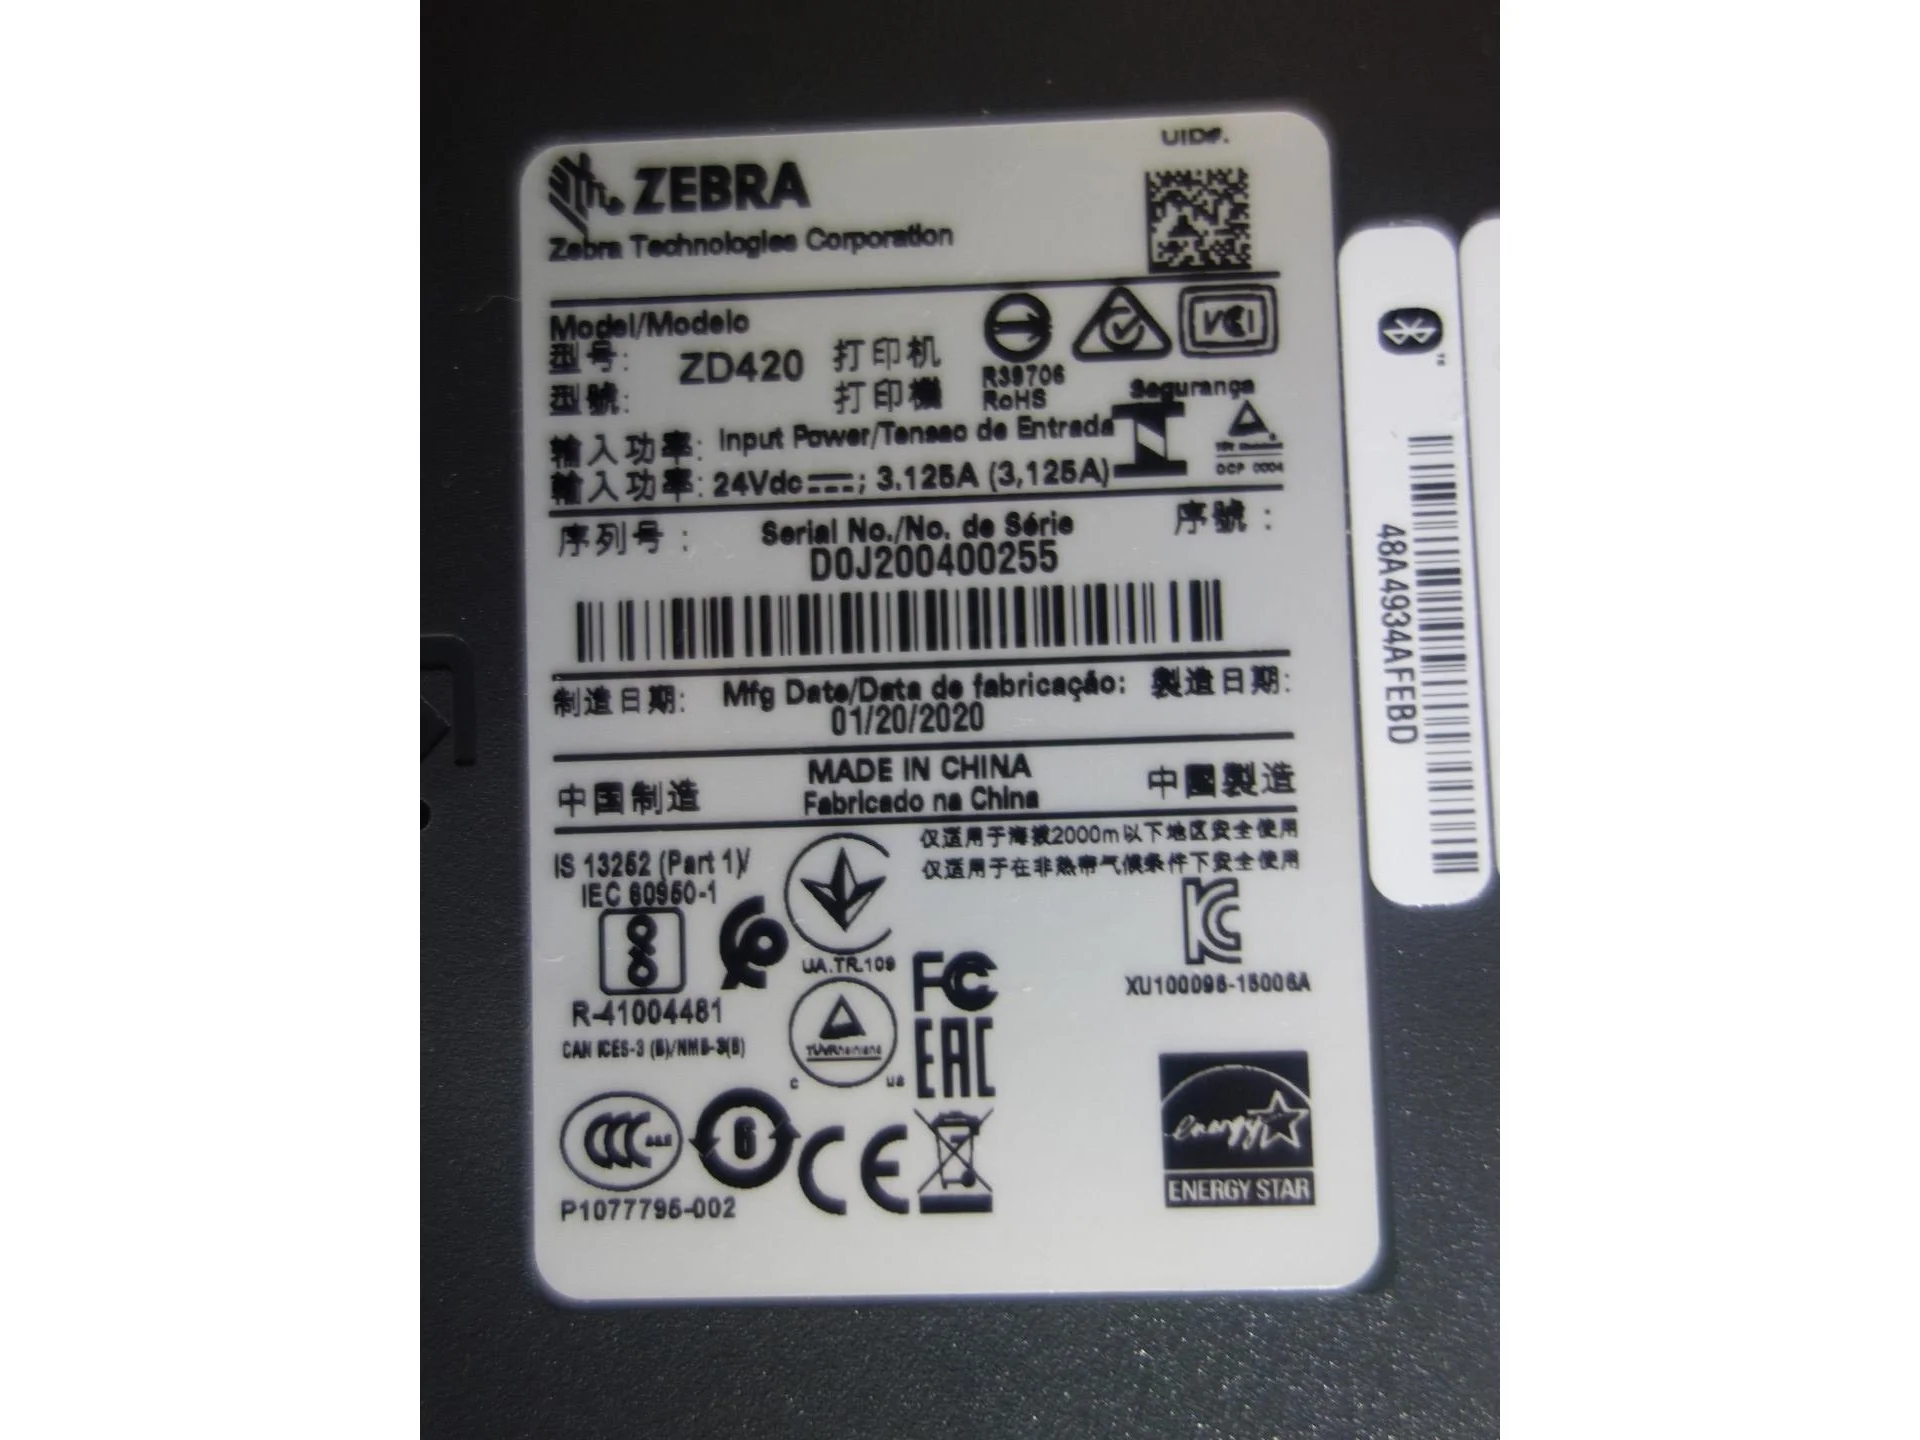 UID#.
ZEBRA
Zebra Technologies Corporation
Model/Modelo
型号: ZD420 打印机
型號: 打印機
R39706
RoHS
Segurança
OCP 0004
輸入功率: Input Power/Tensao de Entrada
輸入功率: 24Vdc; 3.125A (3,125A)
序列号: Serial No./No. de Série 序號:
D0J200400255
制造日期: Mfg Date/Data de fabricação: 製造日期:
01/20/2020
中国制造 MADE IN CHINA 中國製造
Fabricado na China
仅适用于海拔2000m以下地区安全使用
仅适用于在非热带气候条件下安全使用
IS 13252 (Part 1)/
IEC 60950-1
UA.TR.109
R-41004481
CAN ICES-3 (B)/NMB-3(B)
TÜVRheinland
c us
FC
EAC
XU100096-15006A
CCC
6
CE
P1077795-002
energy
ENERGY STAR
48A4934AFEBD